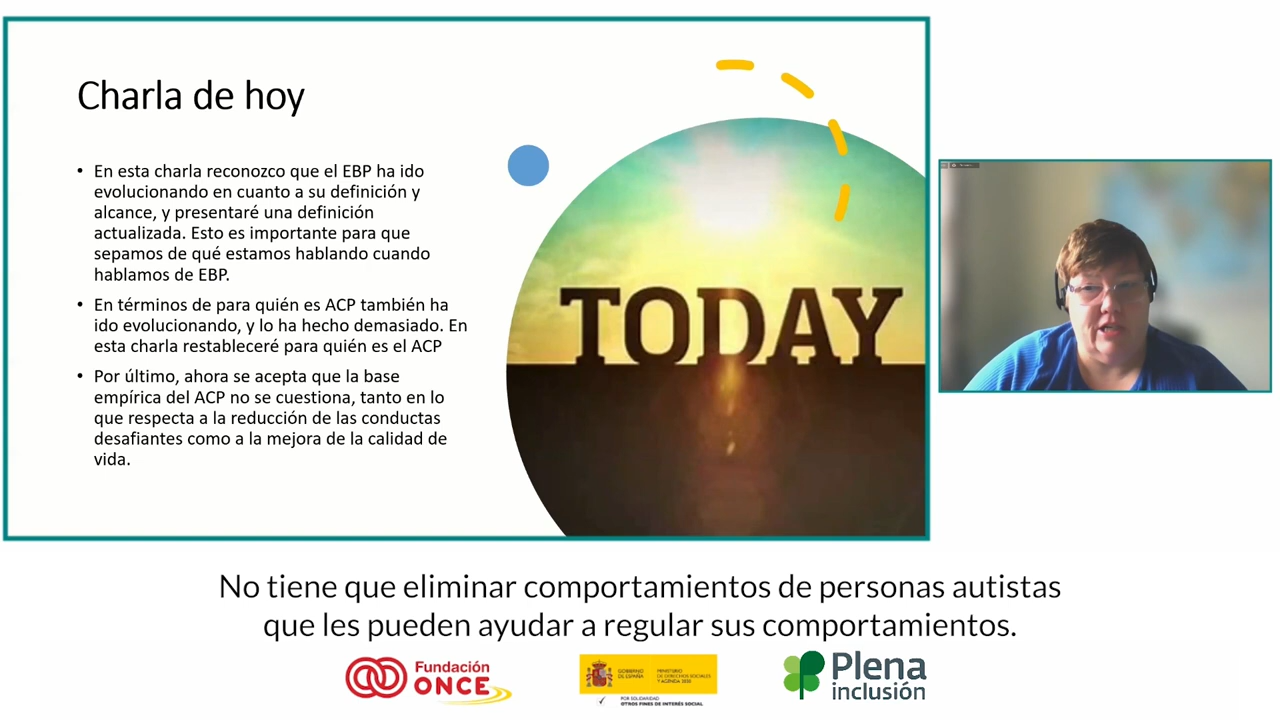 Charla de hoy
• En esta charla reconozco que el EBP ha ido
evolucionando en cuanto a su definición y
alcance, y presentaré una definición
actualizada. Esto es importante para que
sepamos de qué estamos hablando cuando
hablamos de EBP.
• En términos de para quién es ACP también ha
ido evolucionando, y lo ha hecho demasiado. En
esta charla restableceré para quién es el ACP
• Por último, ahora se acepta que la base
empírica del ACP no se cuestiona, tanto en lo
que respecta a la reducción de las conductas
desafiantes como a la mejora de la calidad de
vida.
TODAY
No tiene que eliminar comportamientos de personas autistas
que les pueden ayudar a regular sus comportamientos.
Fundación
ONCE
GOBIERNO
DE ESPAÑA
MINISTERIO
DE DERECHOS SOCIALES
Y AGENDA 2030
POR SOLIDARIDAD
OTROS FINES DE INTERÉS SOCIAL
Plena
inclusión